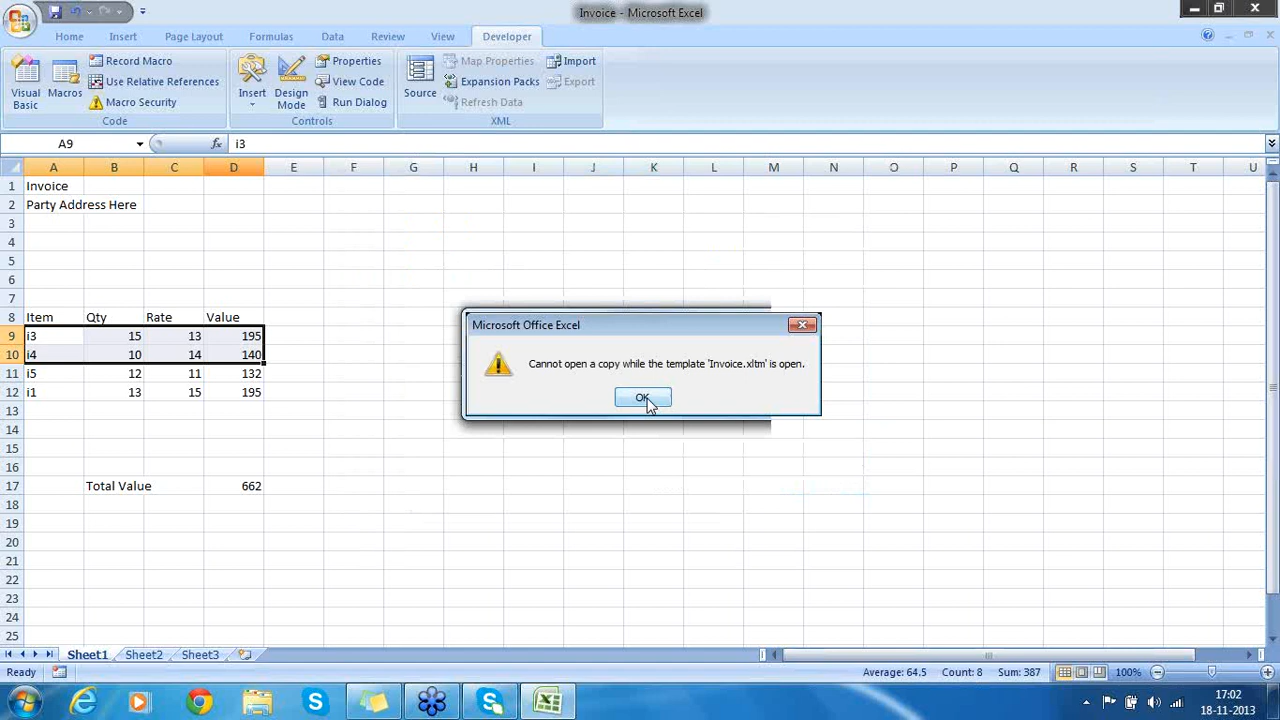 Invoice - Microsoft Excel
Home Insert Page Layout Formulas Data Review View Developer
Visual Basic
Macros
Record Macro
Use Relative References
Macro Security
Code
Insert
Design Mode
Properties
View Code
Run Dialog
Controls
Source
Map Properties
Expansion Packs
Refresh Data
Import
Export
XML
A9 fx i3
A B C D E F G H I J K L M N O P Q R S T U
1 Invoice
2 Party Address Here
3
4
5
6
7
8 Item Qty Rate Value
9 i3 15 13 195
10 i4 10 14 140
11 i5 12 11 132
12 i1 13 15 195
13
14
15
16
17 Total Value 662
18
19
20
21
22
23
24
25
Microsoft Office Excel
Cannot open a copy while the template 'Invoice.xltm' is open.
OK
Sheet1 Sheet2 Sheet3
Ready Average: 64.5 Count: 8 Sum: 387 100%
17:02
18-11-2013